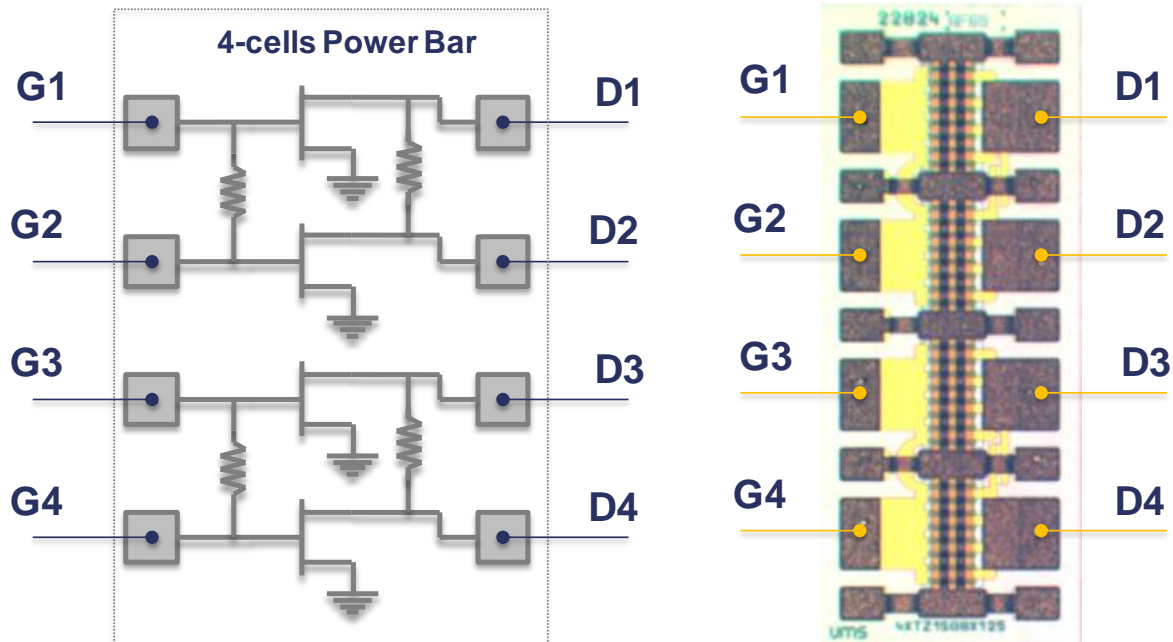 4-cells Power Bar
G1
D1
G2
D2
G3
D3
G4
D4
22824
G1
D1
G2
D2
G3
D3
G4
D4
ums